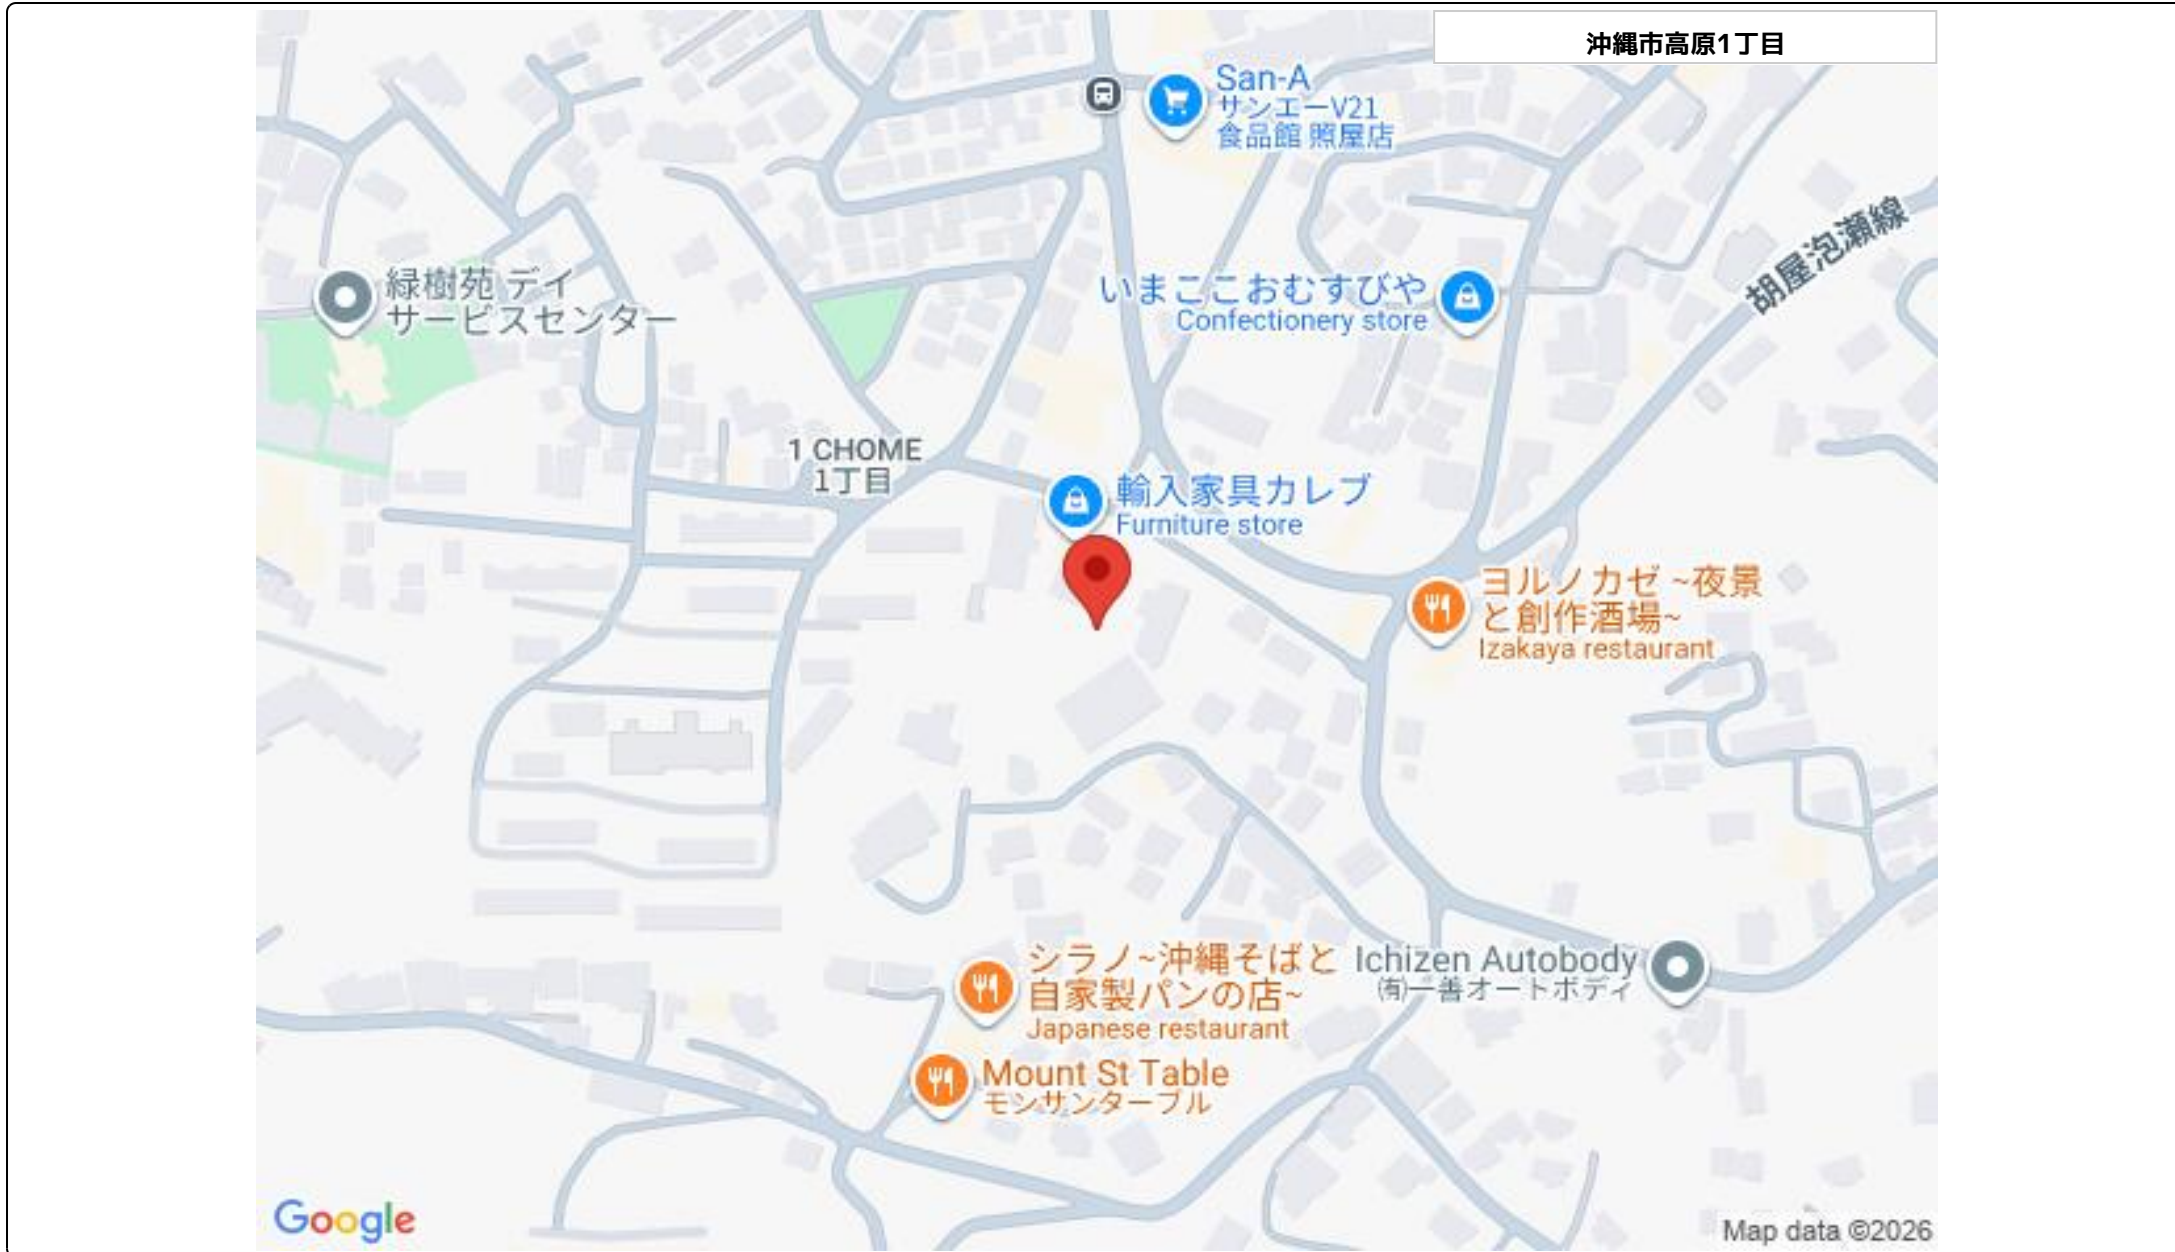 沖縄市高原1丁目
San-A
サンエーV21
食品館 照屋店
胡屋泡瀬線
緑樹苑 デイ
サービスセンター
いまここおむすびや
Confectionery store
1 CHOME
1丁目
輸入家具カレブ
Furniture store
ヨルノカゼ ~夜景
と創作酒場~
Izakaya restaurant
シラノ~沖縄そばと
自家製パンの店~
Japanese restaurant
Ichizen Autobody
㈲一善オートボディ
Mount St Table
モンサンターブル
Google
Map data ©2026